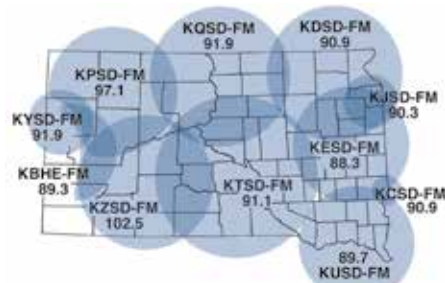 KQSD-FM
91.9
KDSD-FM
90.9
KPSD-FM
97.1
KJSD-FM
90.3
KYSD-FM
91.9
KESD-FM
88.3
KBHE-FM
89.3
KTSD-FM
91.1
KCSD-FM
90.9
KZSD-FM
102.5
89.7
KUSD-FM